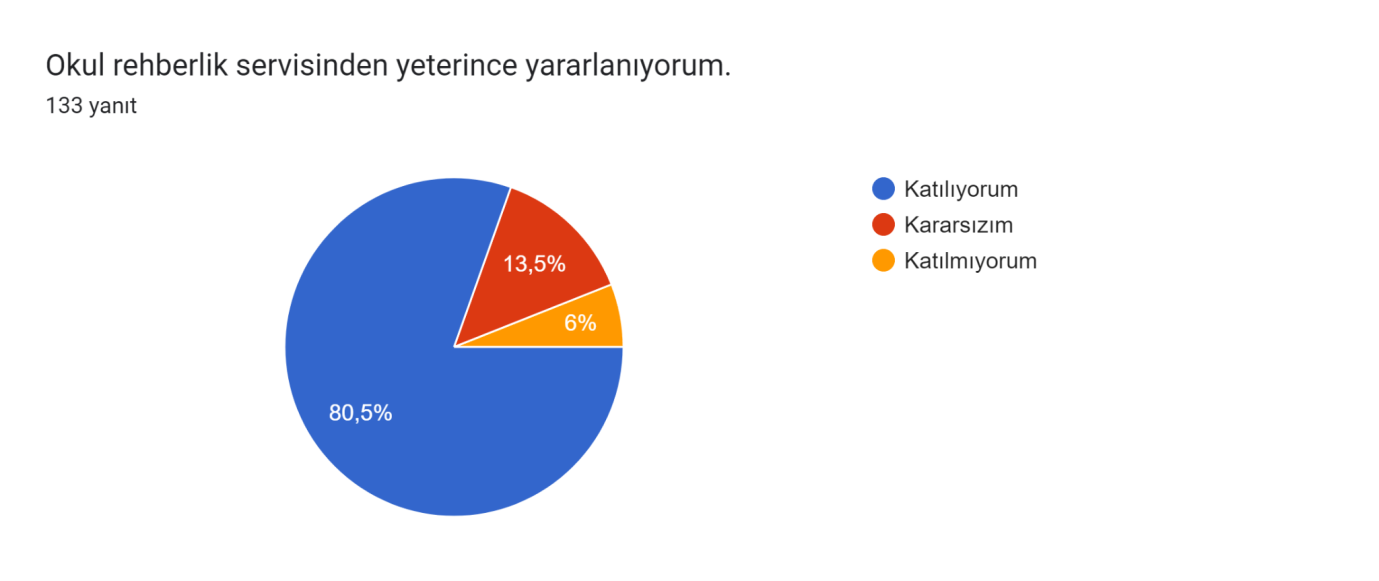 Okul rehberlik servisinden yeterince yararlanıyorum.
133 yanıt
Katılıyorum
Kararsızım
Katılmıyorum
13,5%
6%
80,5%